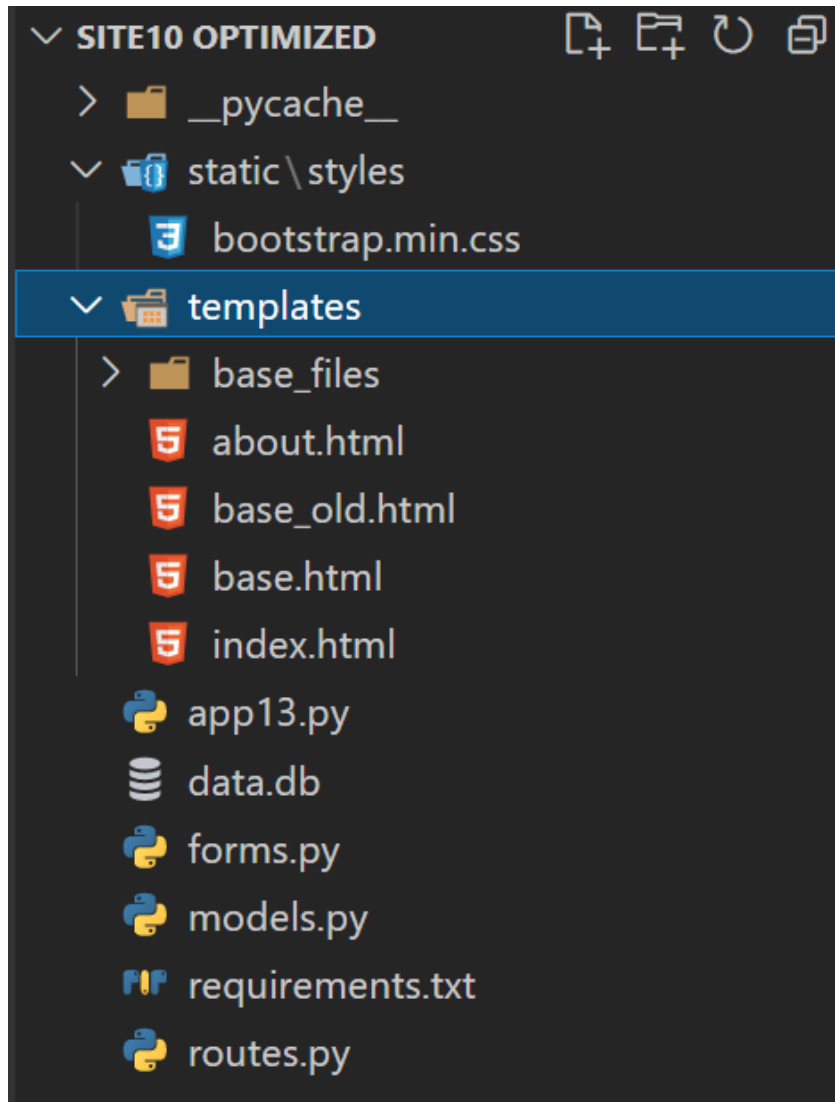 SITE10 OPTIMIZED
__pycache__
static\styles
bootstrap.min.css
templates
base_files
about.html
base_old.html
base.html
index.html
app13.py
data.db
forms.py
models.py
requirements.txt
routes.py